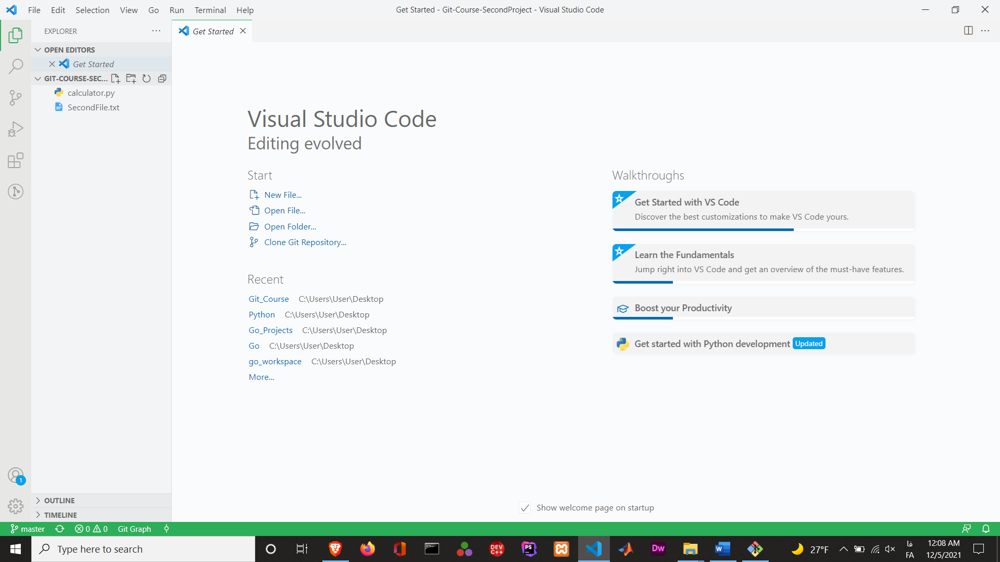 File Edit Selection View Go Run Terminal Help
Get Started - Git-Course-SecondProject - Visual Studio Code
EXPLORER
Get Started
OPEN EDITORS
Get Started
GIT-COURSE-SEC...
calculator.py
SecondFile.txt
Visual Studio Code
Editing evolved
Start
New File...
Open File...
Open Folder...
Clone Git Repository...
Recent
Git_Course C:\Users\User\Desktop
Python C:\Users\User\Desktop
Go_Projects C:\Users\User\Desktop
Go C:\Users\User\Desktop
go_workspace C:\Users\User\Desktop
More...
Walkthroughs
Get Started with VS Code
Discover the best customizations to make VS Code yours.
Learn the Fundamentals
Jump right into VS Code and get an overview of the must-have features.
Boost your Productivity
Get started with Python development Updated
Show welcome page on startup
1
OUTLINE
TIMELINE
master 0 0 Git Graph
Type here to search
DEV C++
PS
Dw
W
27°F
فا
FA
12:08 AM
12/5/2021